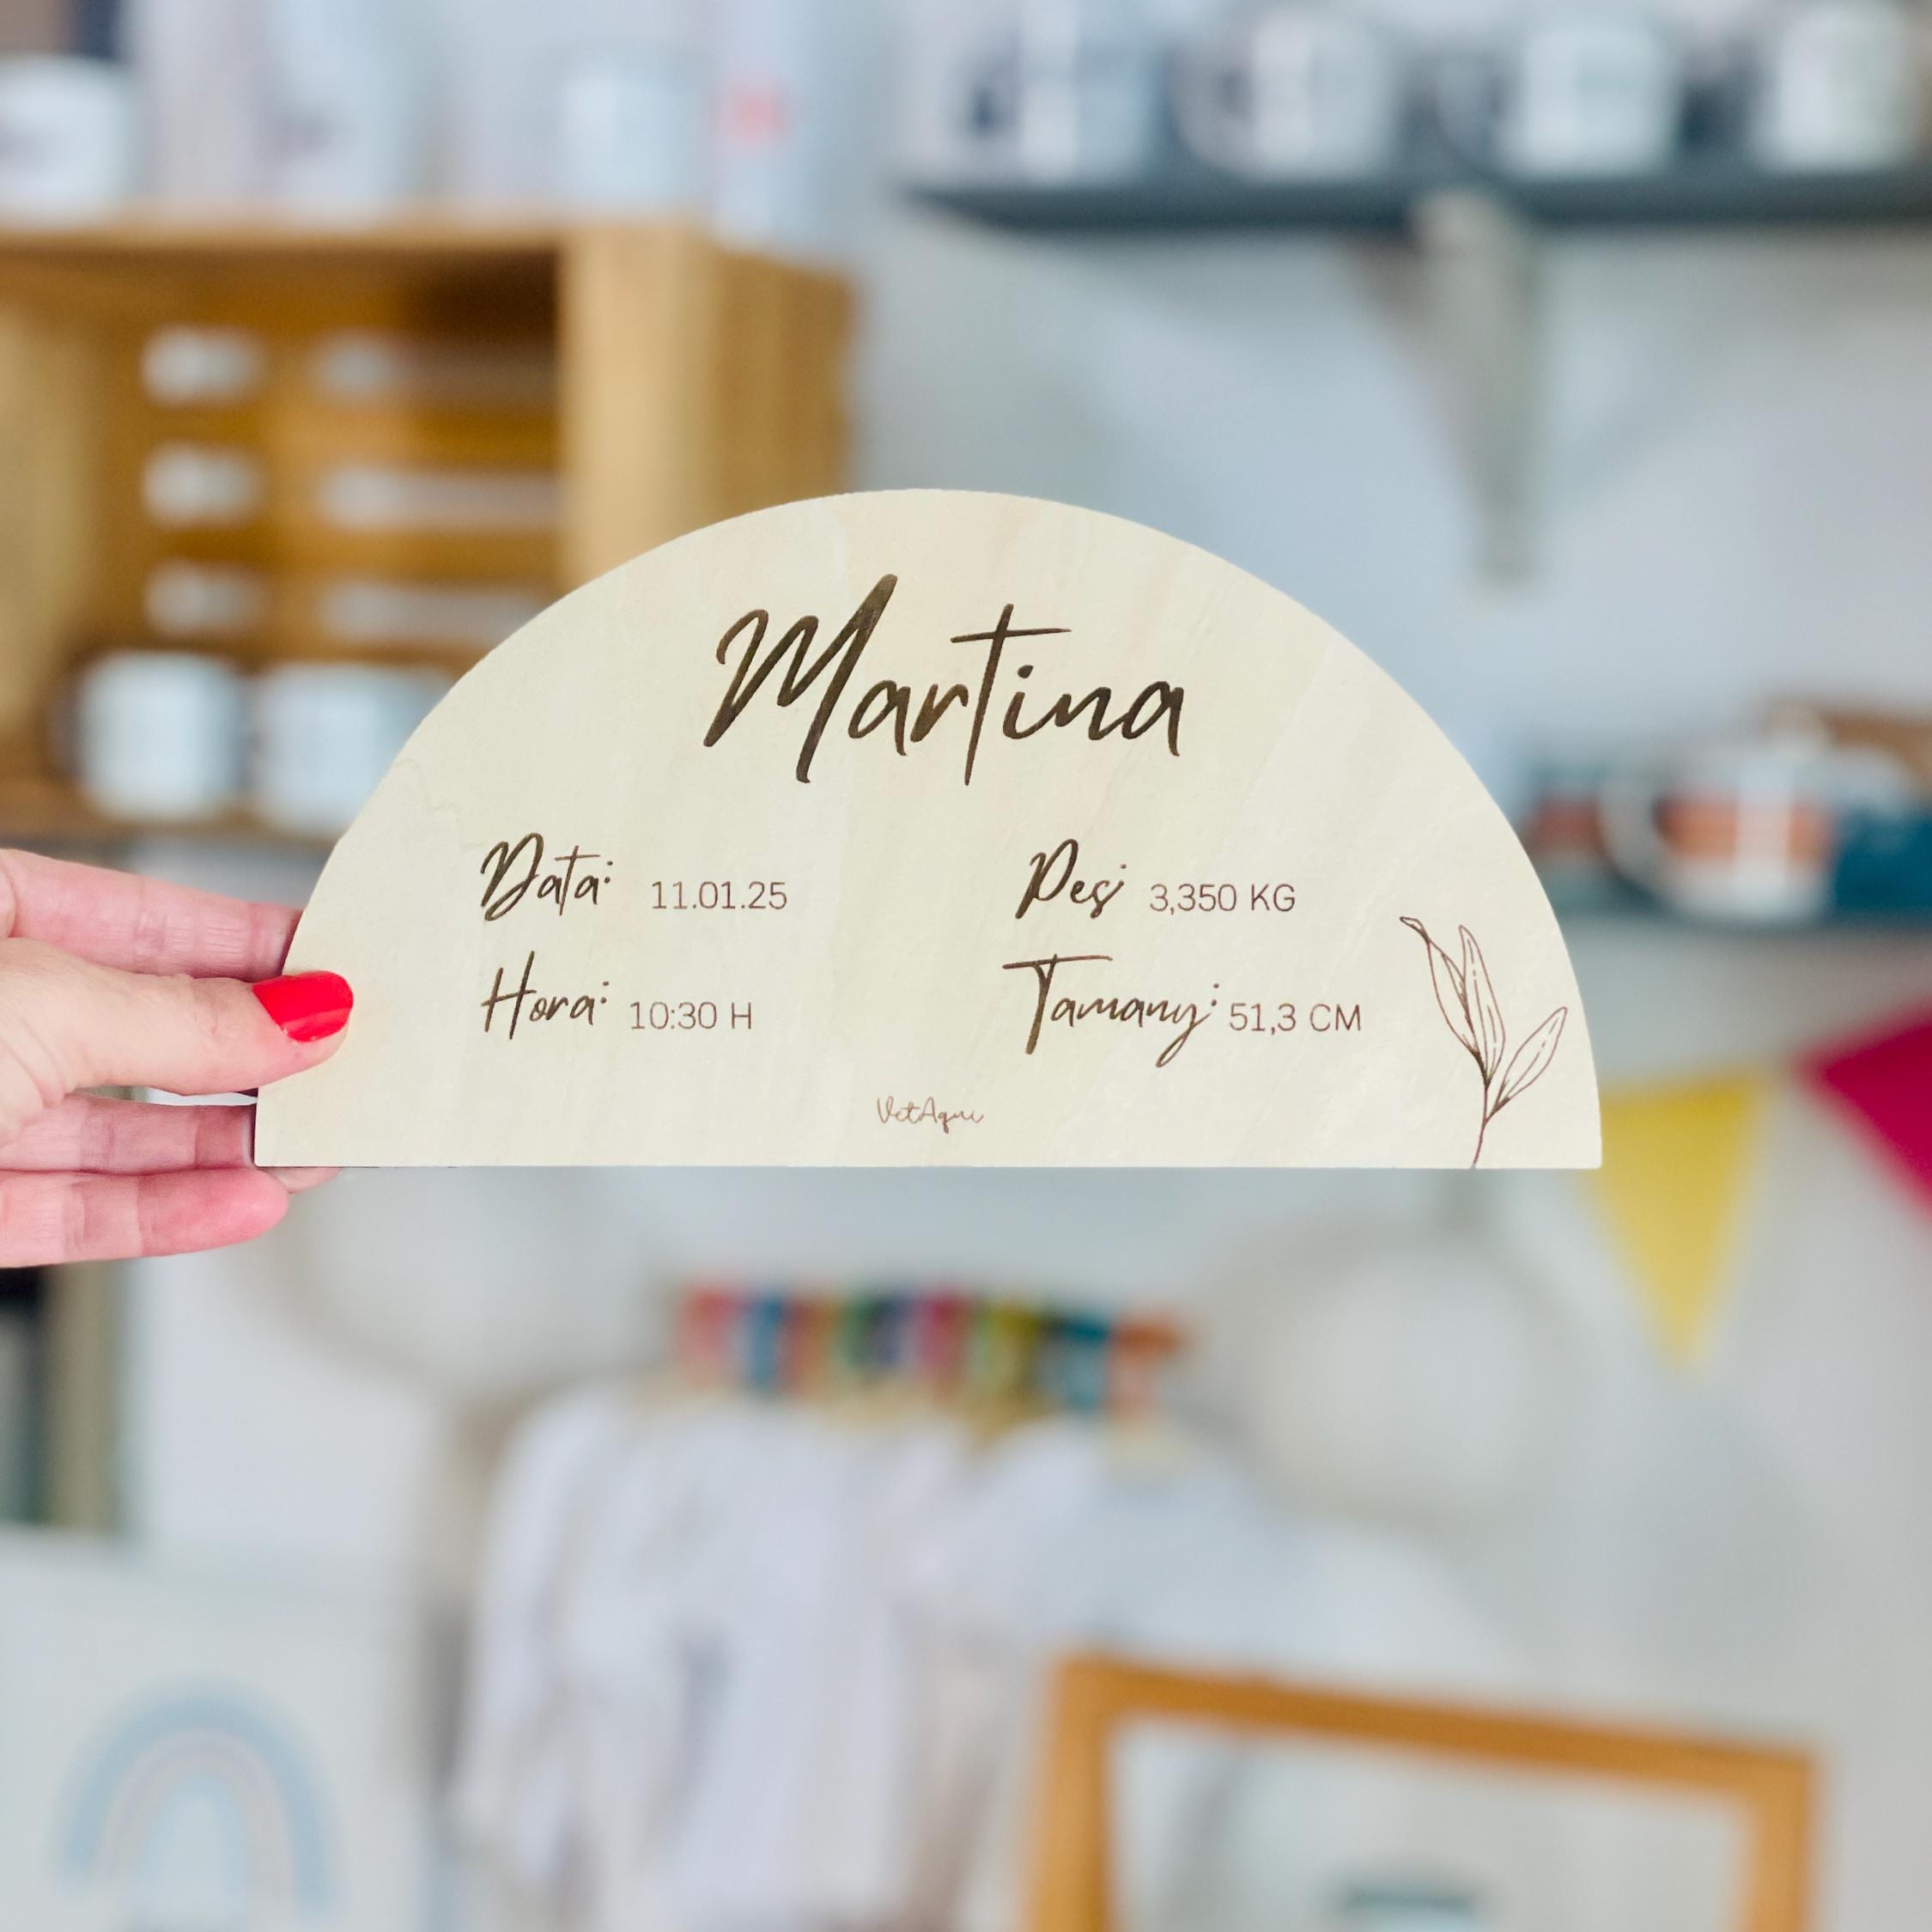 Martina
Data: 11.01.25
Pes: 3,350 KG
Hora: 10:30 H
Tamany: 51,3 CM
VetAqui